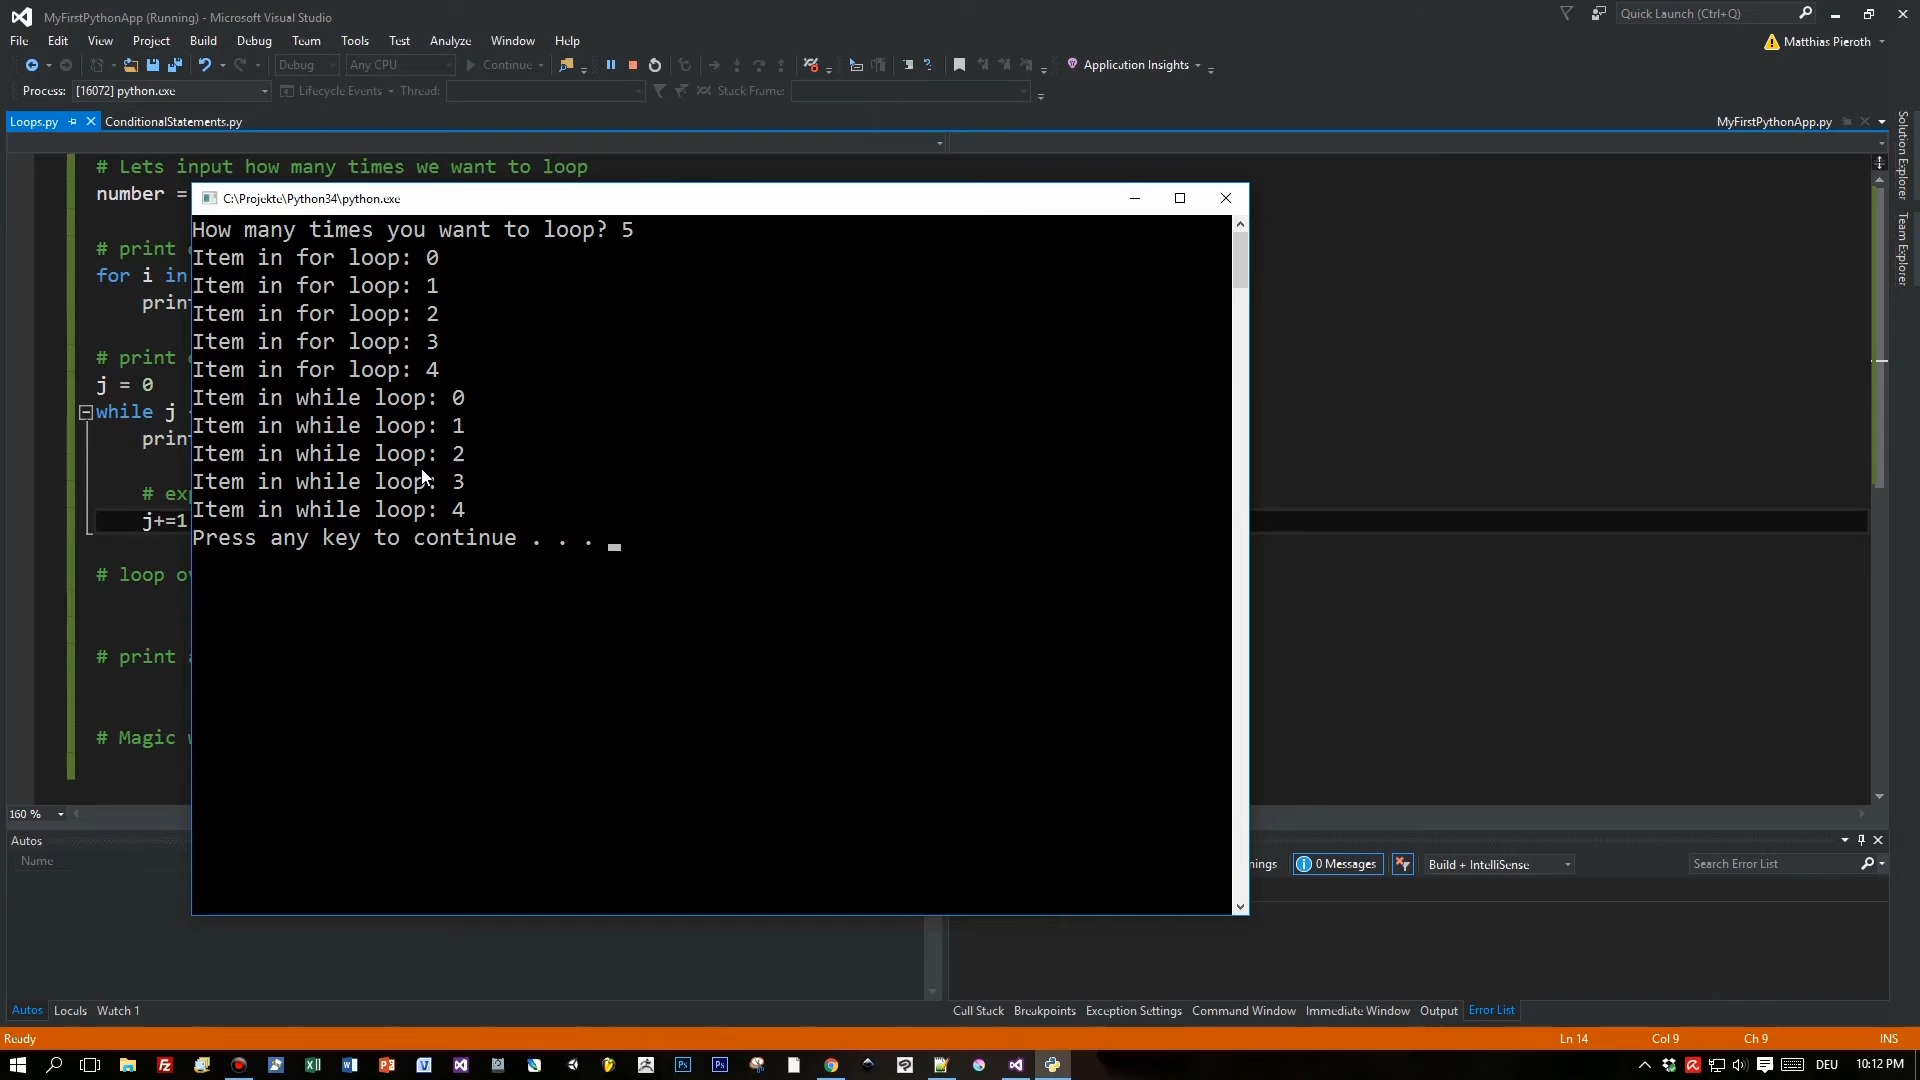 MyFirstPythonApp (Running) - Microsoft Visual Studio
Quick Launch (Ctrl+Q)
File Edit View Project Build Debug Team Tools Test Analyze Window Help
Matthias Pieroth
Debug Any CPU Continue Application Insights
Process: [16072] python.exe Lifecycle Events Thread: Stack Frame:
Loops.py ConditionalStatements.py MyFirstPythonApp.py
Solution Explorer
Team Explorer
# Lets input how many times we want to loop
number =
C:\Projekte\Python34\python.exe
How many times you want to loop? 5
Item in for loop: 0
Item in for loop: 1
Item in for loop: 2
Item in for loop: 3
Item in for loop: 4
Item in while loop: 0
Item in while loop: 1
Item in while loop: 2
Item in while loop: 3
Item in while loop: 4
Press any key to continue . . .
# print
for i in
# print
j = 0
while j
j+=1
# loop
# print
# Magic
160 %
Autos
Name
0 Messages Build + IntelliSense Search Error List
Autos Locals Watch 1
Call Stack Breakpoints Exception Settings Command Window Immediate Window Output Error List
Ready Ln 14 Col 9 Ch 9 INS
DEU 10:12 PM